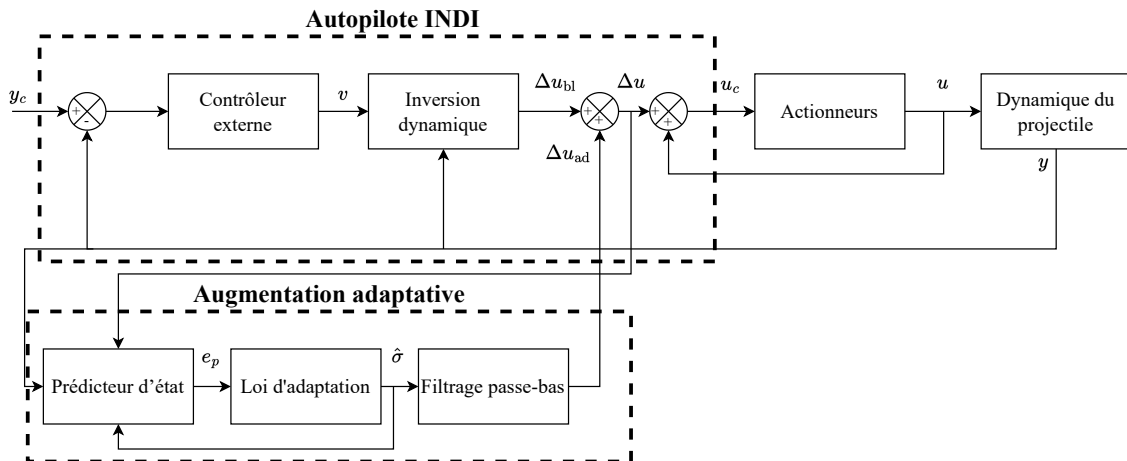 Autopilote INDI
y_c
+
-
Contrôleur
externe
v
Inversion
dynamique
Δu_bl
+
+
Δu
+
+
u_c
Actionneurs
u
Dynamique du
projectile
y
Δu_ad
Augmentation adaptative
Prédicteur d'état
e_p
Loi d'adaptation
σ̂
Filtrage passe-bas